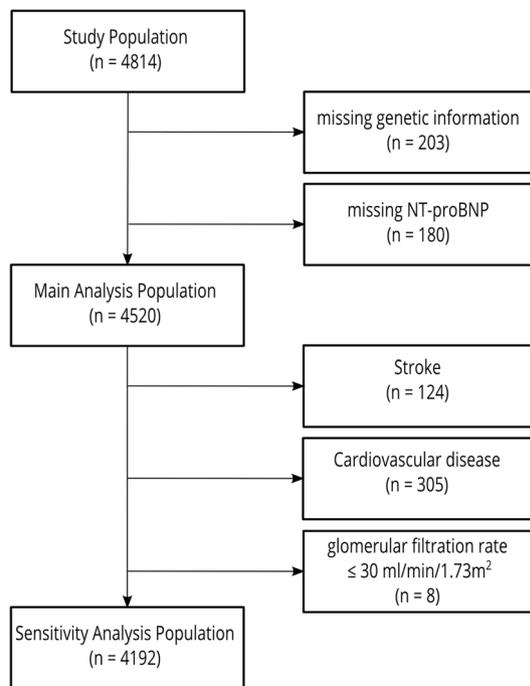 Study Population
(n = 4814)
missing genetic information
(n = 203)
missing NT-proBNP
(n = 180)
Main Analysis Population
(n = 4520)
Stroke
(n = 124)
Cardiovascular disease
(n = 305)
glomerular filtration rate
≤ 30 ml/min/1.73m²
(n = 8)
Sensitivity Analysis Population
(n = 4192)